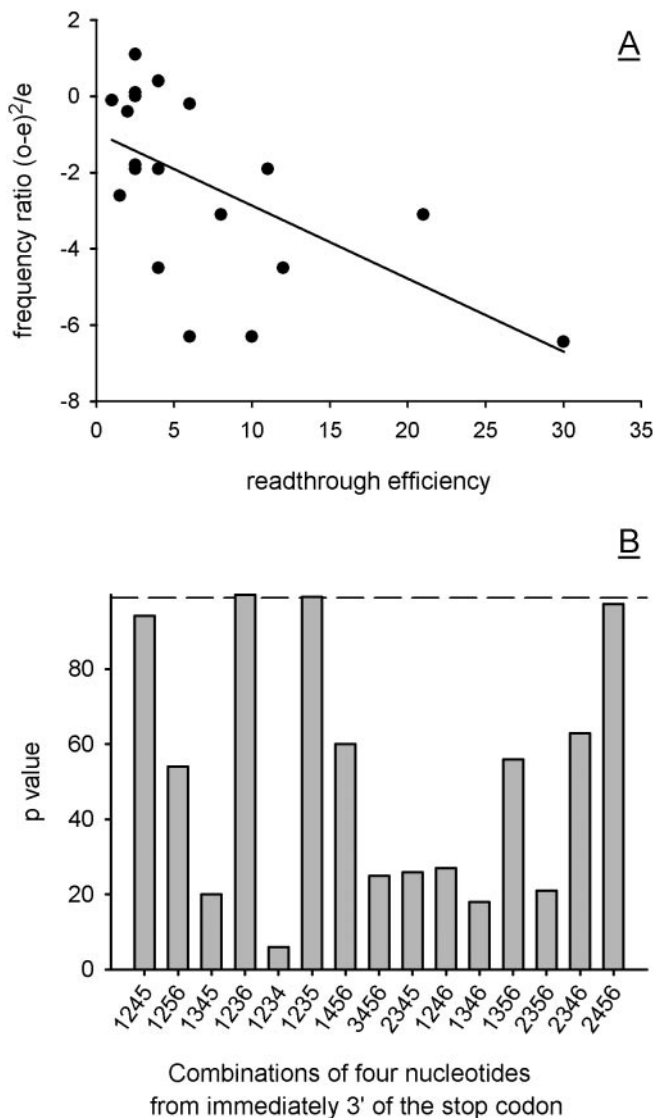 A
2
0
-2
-4
-6
-8
frequency ratio (o-e)²/e
0 5 10 15 20 25 30 35
readthrough efficiency
B
80
60
40
20
0
p value
1245 1256 1345 1236 1234 1235 1456 3456 2345 1246 1346 1356 2356 2346 2456
Combinations of four nucleotides
from immediately 3' of the stop codon